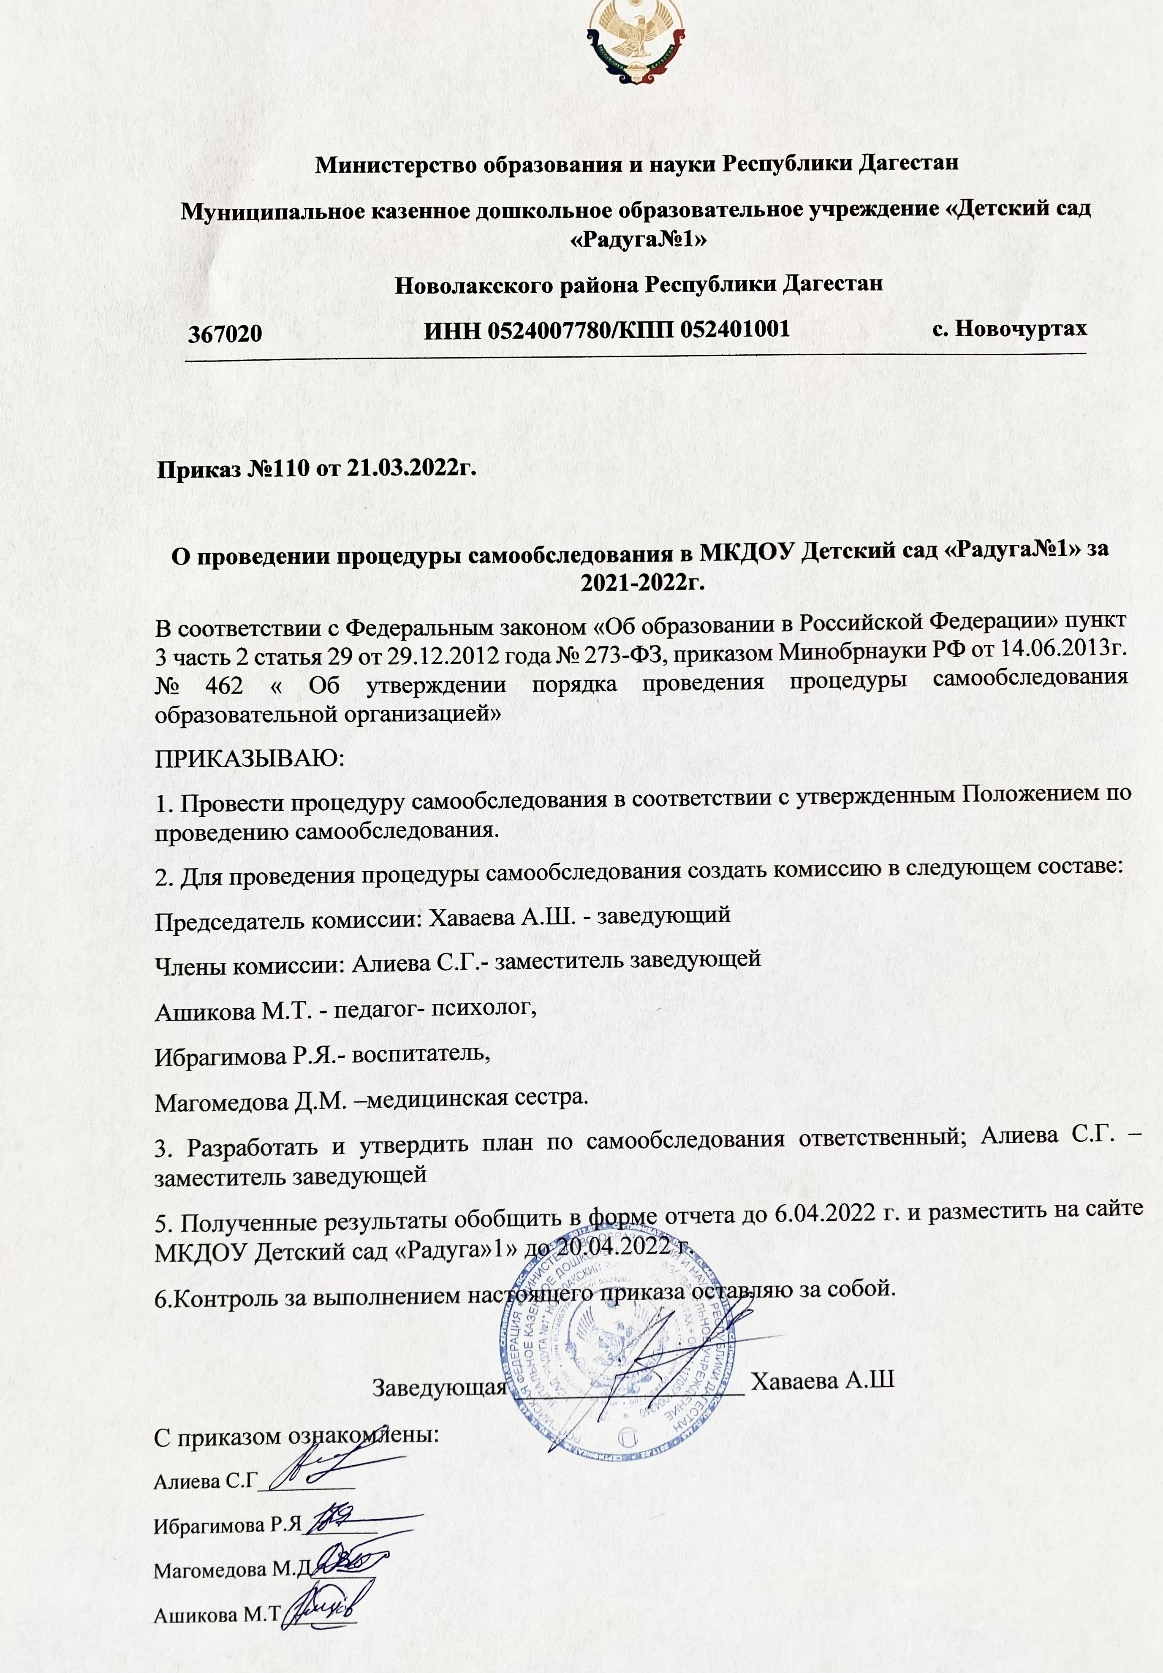 Министерство образования и науки Республики Дагестан
Муниципальное казенное дошкольное образовательное учреждение «Детский сад
«Радуга№1»
Новолакского района Республики Дагестан
367020 ИНН 0524007780/КПП 052401001 с. Новочуртах
Приказ №110 от 21.03.2022г.
О проведении процедуры самообследования в МКДОУ Детский сад «Радуга№1» за
2021-2022г.
В соответствии с Федеральным законом «Об образовании в Российской Федерации» пункт
3 часть 2 статья 29 от 29.12.2012 года № 273-ФЗ, приказом Минобрнауки РФ от 14.06.2013г.
№ 462 « Об утверждении порядка проведения процедуры самообследования
образовательной организацией»
ПРИКАЗЫВАЮ:
1. Провести процедуру самообследования в соответствии с утвержденным Положением по
проведению самообследования.
2. Для проведения процедуры самообследования создать комиссию в следующем составе:
Председатель комиссии: Хаваева А.Ш. - заведующий
Члены комиссии: Алиева С.Г.- заместитель заведующей
Ашикова М.Т. - педагог- психолог,
Ибрагимова Р.Я.- воспитатель,
Магомедова Д.М. –медицинская сестра.
3. Разработать и утвердить план по самообследования ответственный; Алиева С.Г. –
заместитель заведующей
5. Полученные результаты обобщить в форме отчета до 6.04.2022 г. и разместить на сайте
МКДОУ Детский сад «Радуга»1» до 20.04.2022 г.
6.Контроль за выполнением настоящего приказа оставляю за собой.
Заведующая__________________ Хаваева А.Ш
С приказом ознакомлены:
Алиева С.Г_________
Ибрагимова Р.Я_______
Магомедова М.Д______
Ашикова М.Т_______